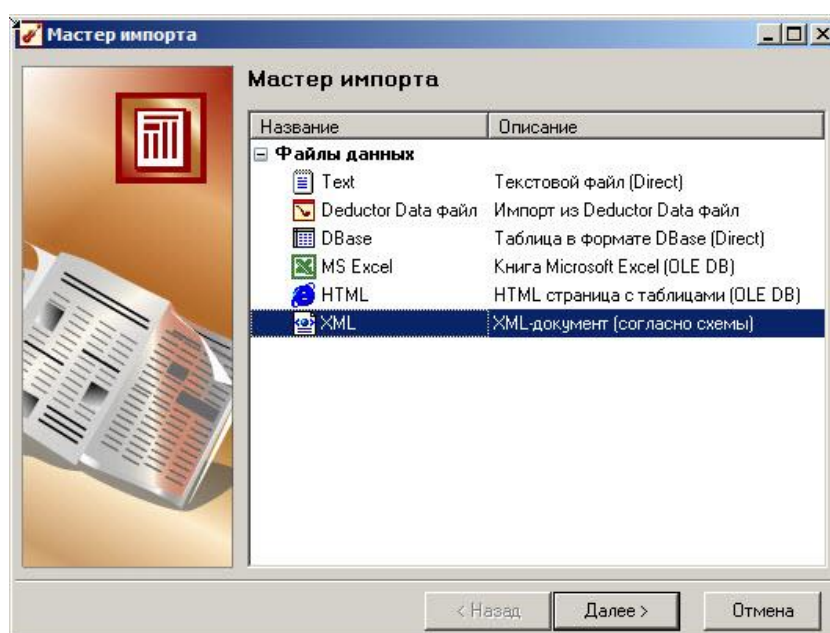 Мастер импорта
Мастер импорта
Название Описание
Файлы данных
Text Текстовой файл (Direct)
Deductor Data файл Импорт из Deductor Data файл
DBase Таблица в формате DBase (Direct)
MS Excel Книга Microsoft Excel (OLE DB)
HTML HTML страница с таблицами (OLE DB)
XML XML-документ (согласно схемы)
< Назад Далее > Отмена